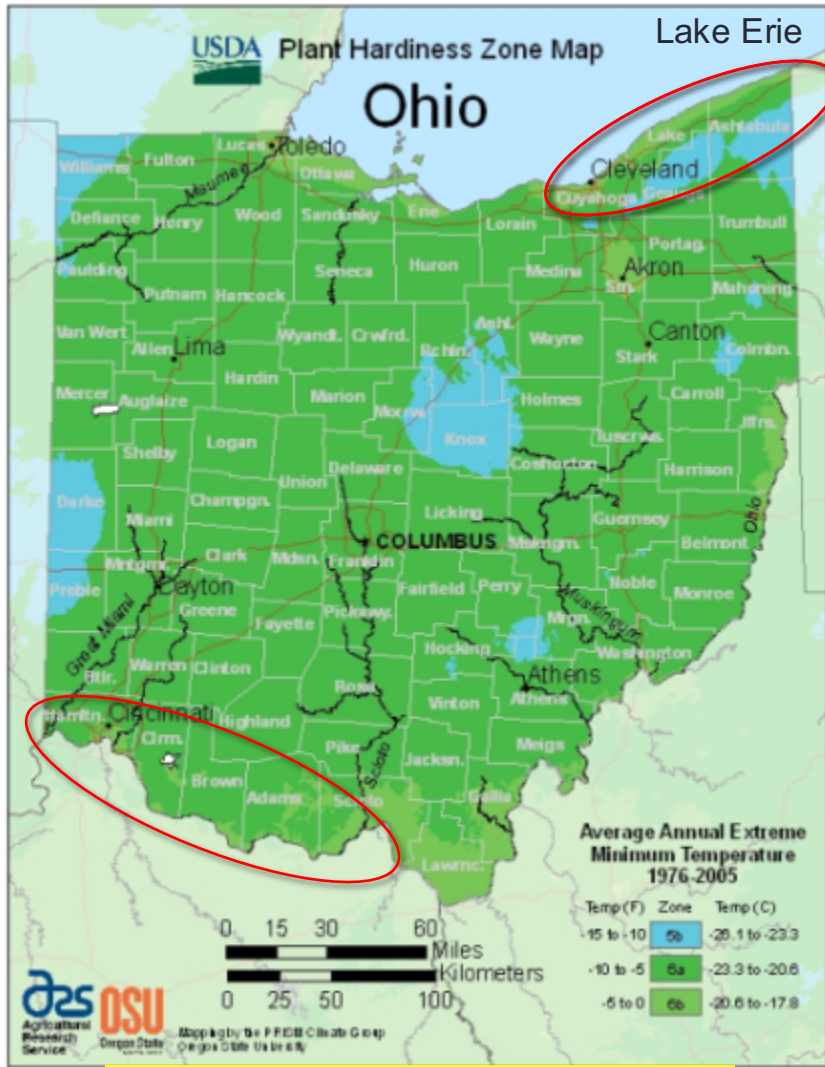 Lake Erie
USDA Plant Hardiness Zone Map
Ohio
Toledo
Lucas
Fulton
Williams
Maumee
Ottawa
Cleveland
Lake
Ashtabula
Cuyahoga
Geauga
Defiance
Henry
Wood
Sandusky
Erie
Lorain
Trumbull
Portag.
Akron
Sm.
Medina
Huron
Seneca
Paulding
Putnam
Hancock
Mahoning
Van Wert
Allen
Lima
Wyandt.
Crwfrd.
Rchln.
Ashl.
Wayne
Canton
Stark
Colmbn.
Mercer
Auglaize
Hardin
Marion
Morrw.
Knox
Holmes
Carroll
Jffrs.
Tuscrws.
Logan
Shelby
Union
Delaware
Coshocton
Harrison
Darke
Champgn.
Miami
Licking
Guernsey
Ohio
Clark
Mdsn.
COLUMBUS
Franklin
Mskngm.
Belmont
Mntgmr.
Preble
Dayton
Greene
Fayette
Pickawy.
Fairfield
Perry
Muskingum
Noble
Monroe
Mrgn.
Great Miami
Warren
Clinton
Btlr.
Ross
Hocking
Washington
Athens
Athens
Vinton
Hamltn.
Cincinnati
Highland
Clrm.
Pike
Scioto
Jacksn.
Meigs
Brown
Adams
Scioto
Gallia
Lawrnc.
Average Annual Extreme
Minimum Temperature
1976-2005
Temp (F) Zone Temp (C)
-15 to -10 5b -26.1 to -23.3
-10 to -5 6a -23.3 to -20.6
-5 to 0 6b -20.6 to -17.8
0 15 30 60
Miles
Kilometers
0 25 50 100
ars
Agricultural
Research
Service
OSU
Oregon State
Mapping by the PRISM Climate Group
Oregon State University